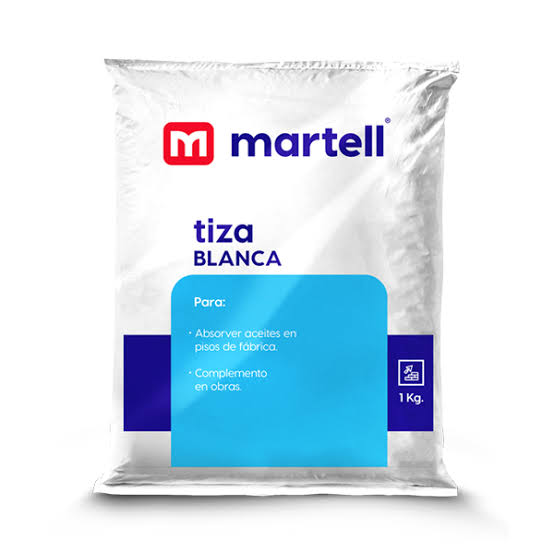 m martell®
tiza
BLANCA
Para:
• Absorver aceites en
pisos de fábrica.
• Complemento
en obras.
1 Kg.